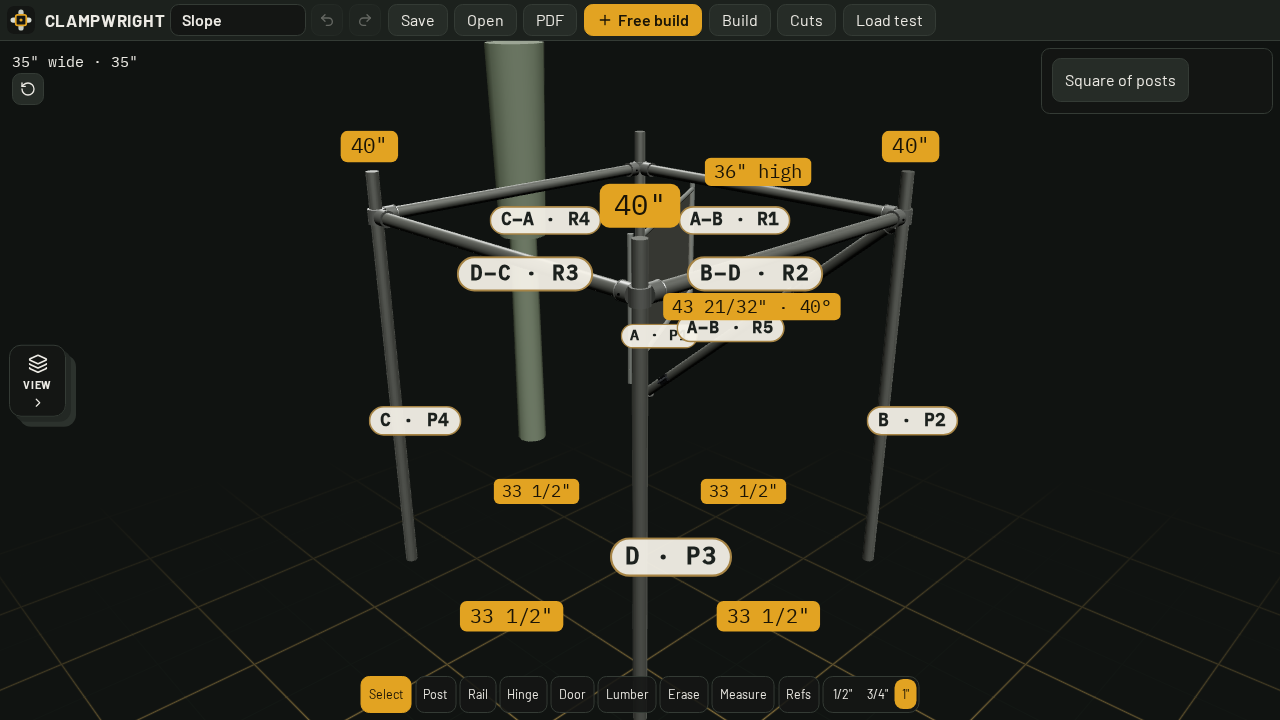 CLAMPWRIGHT
Slope
Save
Open
PDF
+ Free build
Build
Cuts
Load test
35" wide · 35"
Square of posts
40"
40"
36" high
40"
C–A · R4
A–B · R1
D–C · R3
B–D · R2
43 21/32" · 40°
A–B · R5
A · P
VIEW
C · P4
B · P2
33 1/2"
33 1/2"
D · P3
33 1/2"
33 1/2"
Select
Post
Rail
Hinge
Door
Lumber
Erase
Measure
Refs
1/2"
3/4"
1"